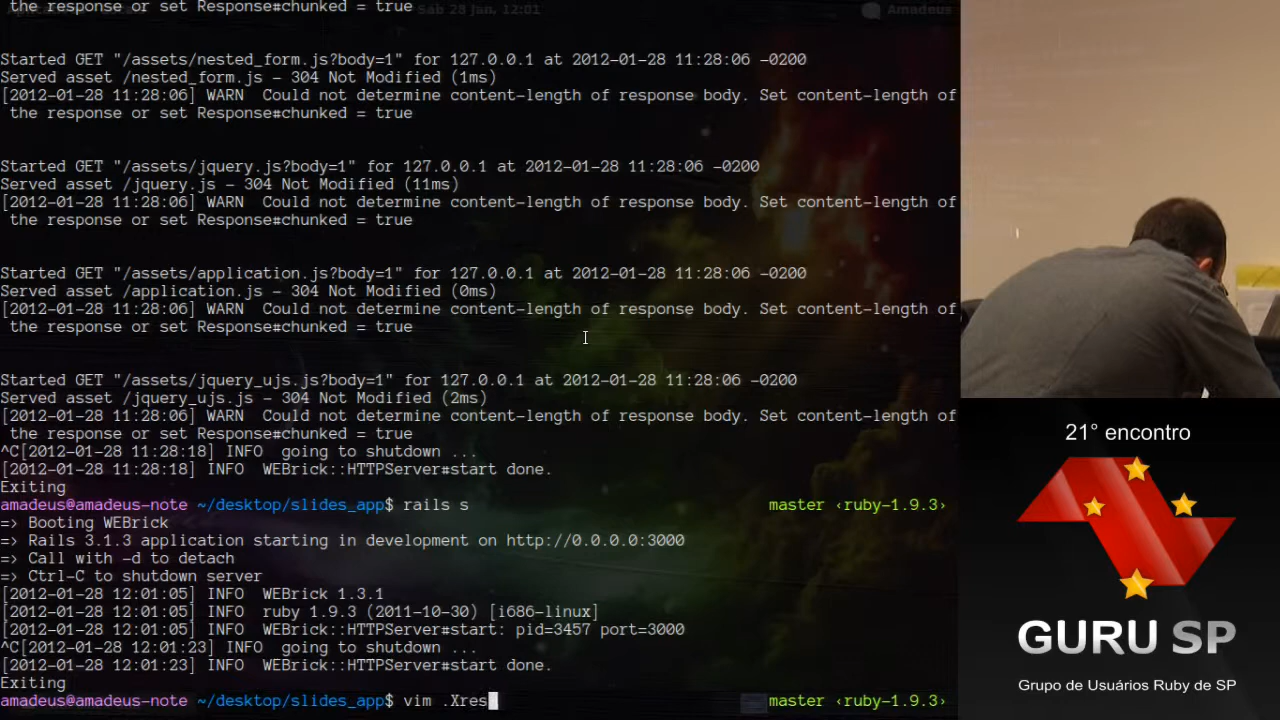 the response or set Response#chunked = true
Sáb 28 jan, 12:01
Amadeus
Started GET "/assets/nested_form.js?body=1" for 127.0.0.1 at 2012-01-28 11:28:06 -0200
Served asset /nested_form.js - 304 Not Modified (1ms)
[2012-01-28 11:28:06] WARN  Could not determine content-length of response body. Set content-length of
 the response or set Response#chunked = true
Started GET "/assets/jquery.js?body=1" for 127.0.0.1 at 2012-01-28 11:28:06 -0200
Served asset /jquery.js - 304 Not Modified (11ms)
[2012-01-28 11:28:06] WARN  Could not determine content-length of response body. Set content-length of
 the response or set Response#chunked = true
Started GET "/assets/application.js?body=1" for 127.0.0.1 at 2012-01-28 11:28:06 -0200
Served asset /application.js - 304 Not Modified (0ms)
[2012-01-28 11:28:06] WARN  Could not determine content-length of response body. Set content-length of
 the response or set Response#chunked = true
Started GET "/assets/jquery_ujs.js?body=1" for 127.0.0.1 at 2012-01-28 11:28:06 -0200
Served asset /jquery_ujs.js - 304 Not Modified (2ms)
[2012-01-28 11:28:06] WARN  Could not determine content-length of response body. Set content-length of
 the response or set Response#chunked = true
^C[2012-01-28 11:28:18] INFO  going to shutdown ...
[2012-01-28 11:28:18] INFO  WEBrick::HTTPServer#start done.
Exiting
amadeus@amadeus-note ~/desktop/slides_app$ rails s master ‹ruby-1.9.3›
=> Booting WEBrick
=> Rails 3.1.3 application starting in development on http://0.0.0.0:3000
=> Call with -d to detach
=> Ctrl-C to shutdown server
[2012-01-28 12:01:05] INFO  WEBrick 1.3.1
[2012-01-28 12:01:05] INFO  ruby 1.9.3 (2011-10-30) [i686-linux]
[2012-01-28 12:01:05] INFO  WEBrick::HTTPServer#start: pid=3457 port=3000
^C[2012-01-28 12:01:23] INFO  going to shutdown ...
[2012-01-28 12:01:23] INFO  WEBrick::HTTPServer#start done.
Exiting
amadeus@amadeus-note ~/desktop/slides_app$ vim .Xres master ‹ruby-1.9.3›
21° encontro
GURU SP
Grupo de Usuários Ruby de SP